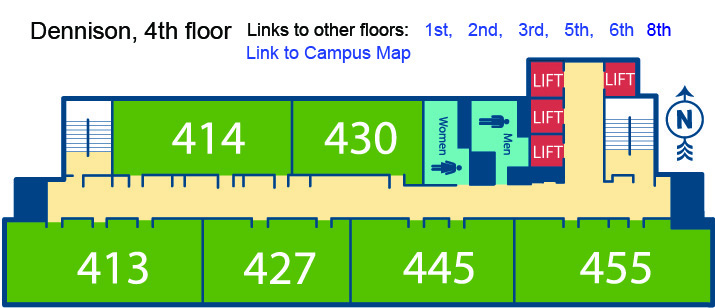 Dennison, 4th floor Links to other floors: 1st, 2nd, 3rd, 5th, 6th 8th
Link to Campus Map
LIFT LIFT
414 430 Women Men LIFT N
LIFT
413 427 445 455